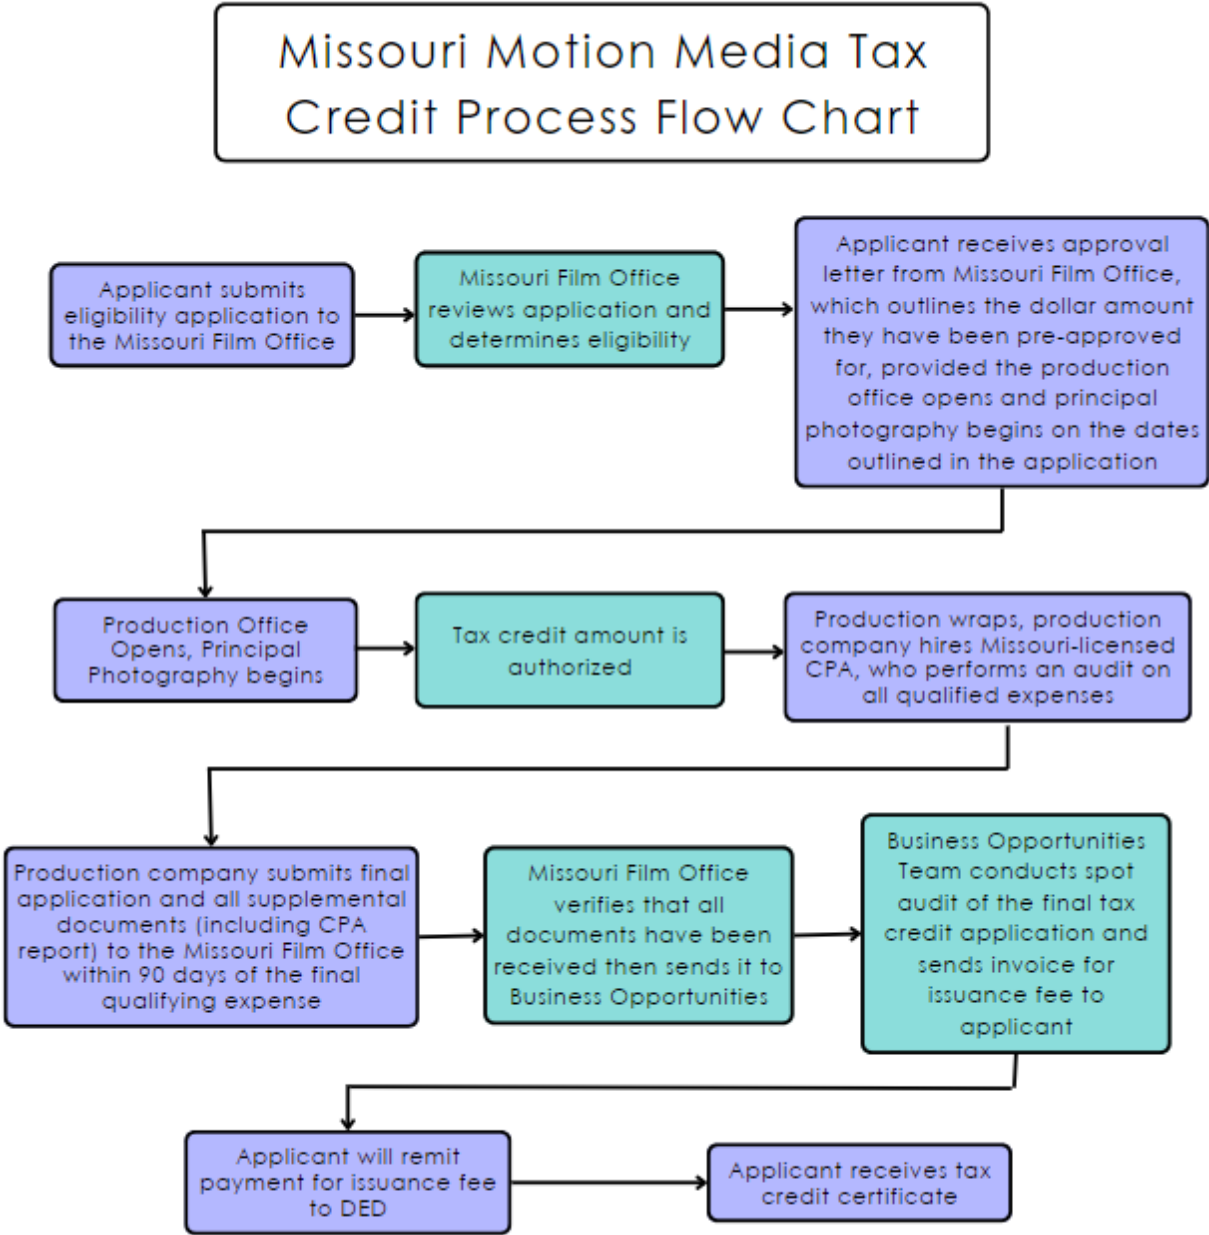 Missouri Motion Media Tax
Credit Process Flow Chart
Applicant submits
eligibility application to
the Missouri Film Office
Missouri Film Office
reviews application and
determines eligibility
Applicant receives approval
letter from Missouri Film Office,
which outlines the dollar amount
they have been pre-approved
for, provided the production
office opens and principal
photography begins on the dates
outlined in the application
Production Office
Opens, Principal
Photography begins
Tax credit amount is
authorized
Production wraps, production
company hires Missouri-licensed
CPA, who performs an audit on
all qualified expenses
Production company submits final
application and all supplemental
documents (including CPA
report) to the Missouri Film Office
within 90 days of the final
qualifying expense
Missouri Film Office
verifies that all
documents have been
received then sends it to
Business Opportunities
Business Opportunities
Team conducts spot
audit of the final tax
credit application and
sends invoice for
issuance fee to
applicant
Applicant will remit
payment for issuance fee
to DED
Applicant receives tax
credit certificate